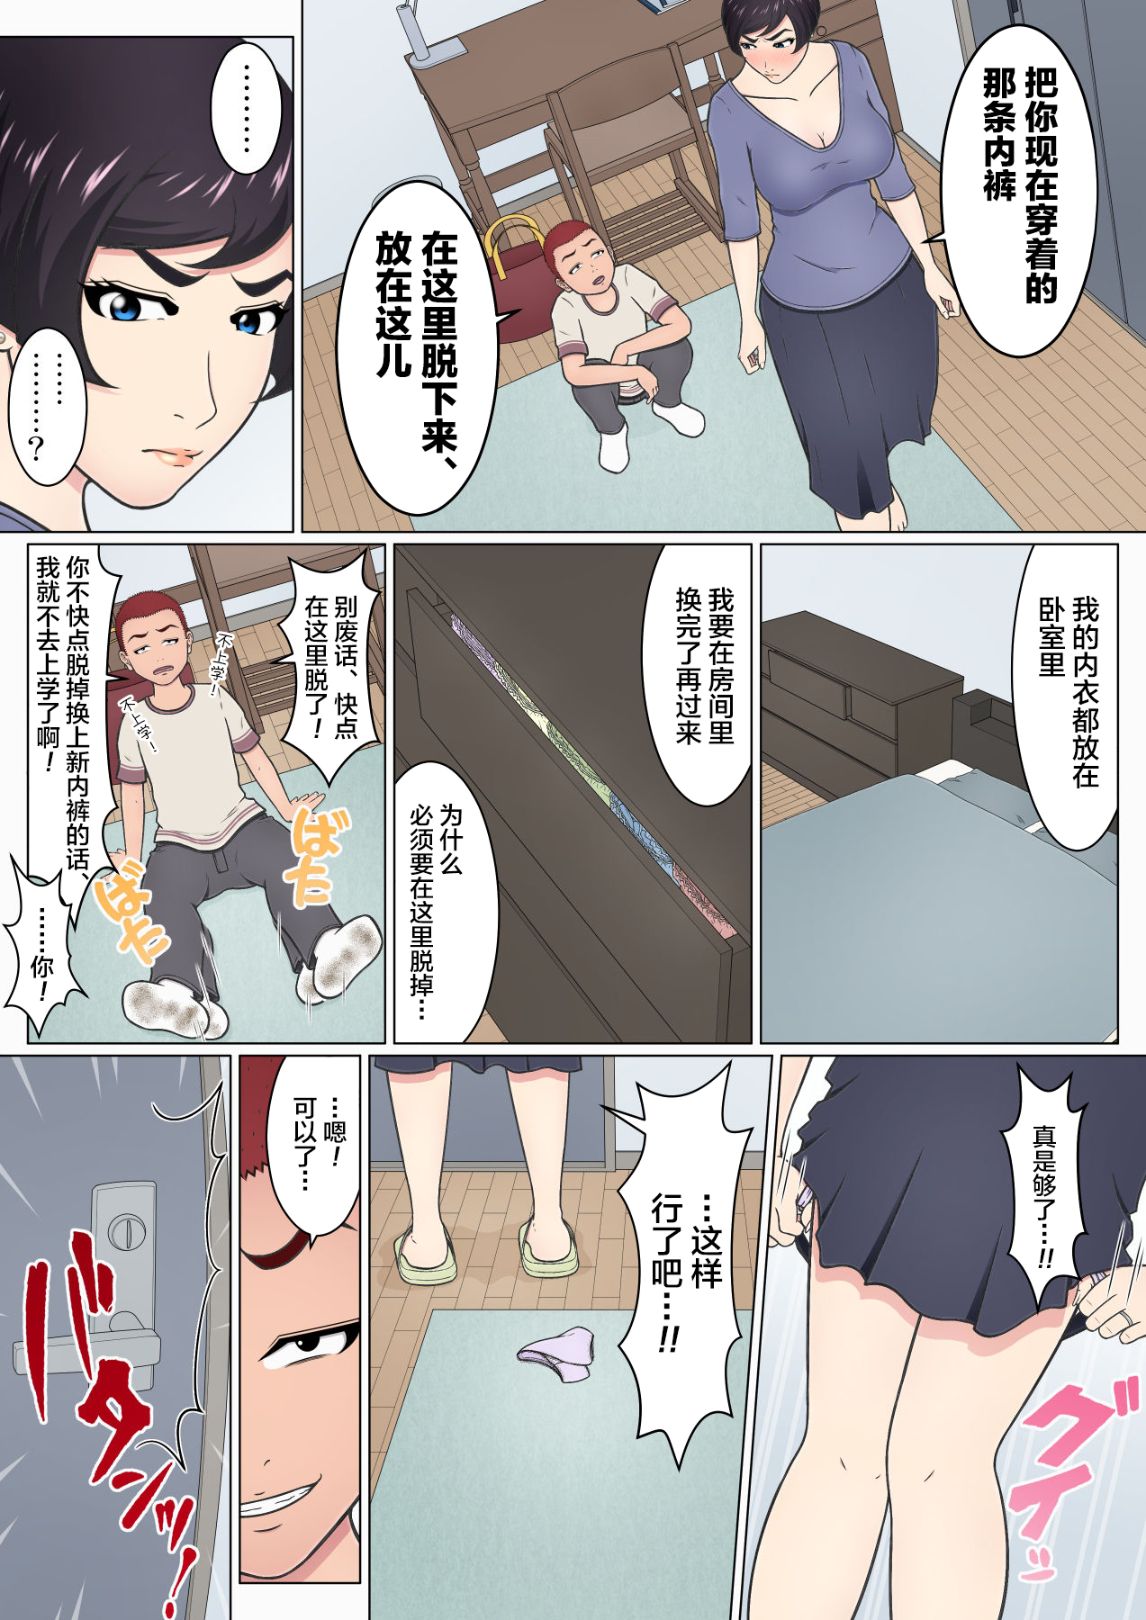 把你现在穿着的
那条内裤
在这里脱下来、
放在这儿
………
………？
我的内衣都放在
卧室里
我要在房间里
换完了再过来
为什么
必须要在这里脱掉…
别废话、快点
在这里脱了！
不上学！
不上学！
你不快点脱掉换上新内裤的话、
我就不去上学了啊！
ばた
ばた
……你！
真是够了…!!
グイッ
…这样
行了吧…!!
…嗯！
可以了…
バタンッ！